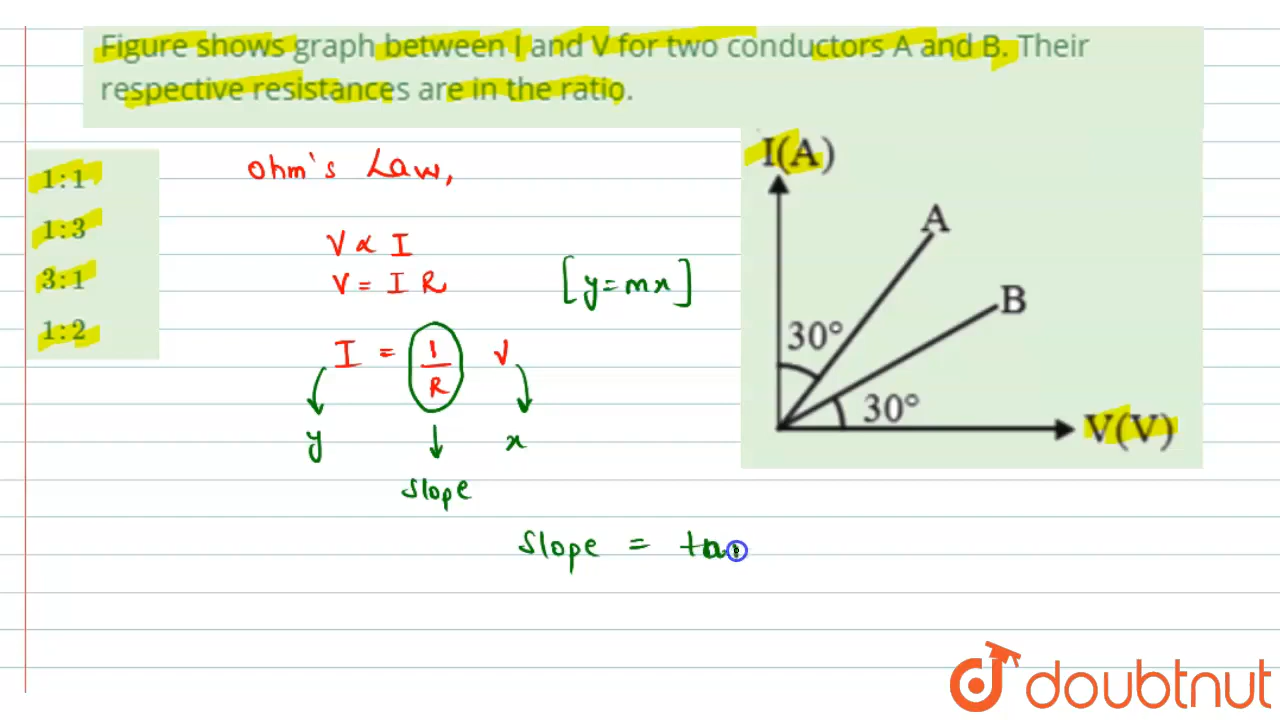 Figure shows graph between I and V for two conductors A and B. Their
respective resistances are in the ratio.
1:1
1:3
3:1
1:2
ohm's Law,
V ∝ I
V = I R
[y=mx]
I = 1/R V
y
x
slope
slope = tan
I(A)
A
B
30°
30°
V(V)
doubtnut